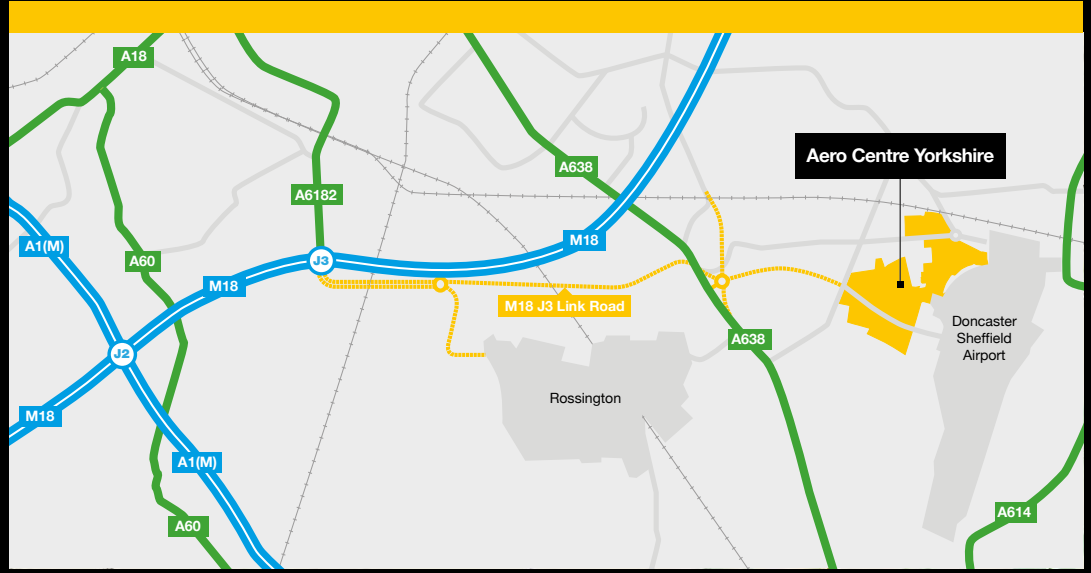 A18
A638
Aero Centre Yorkshire
A6182
A1(M)
A60
M18
J3
M18
M18 J3 Link Road
A638
Doncaster
Sheffield
Airport
J2
Rossington
M18
A1(M)
A60
A614